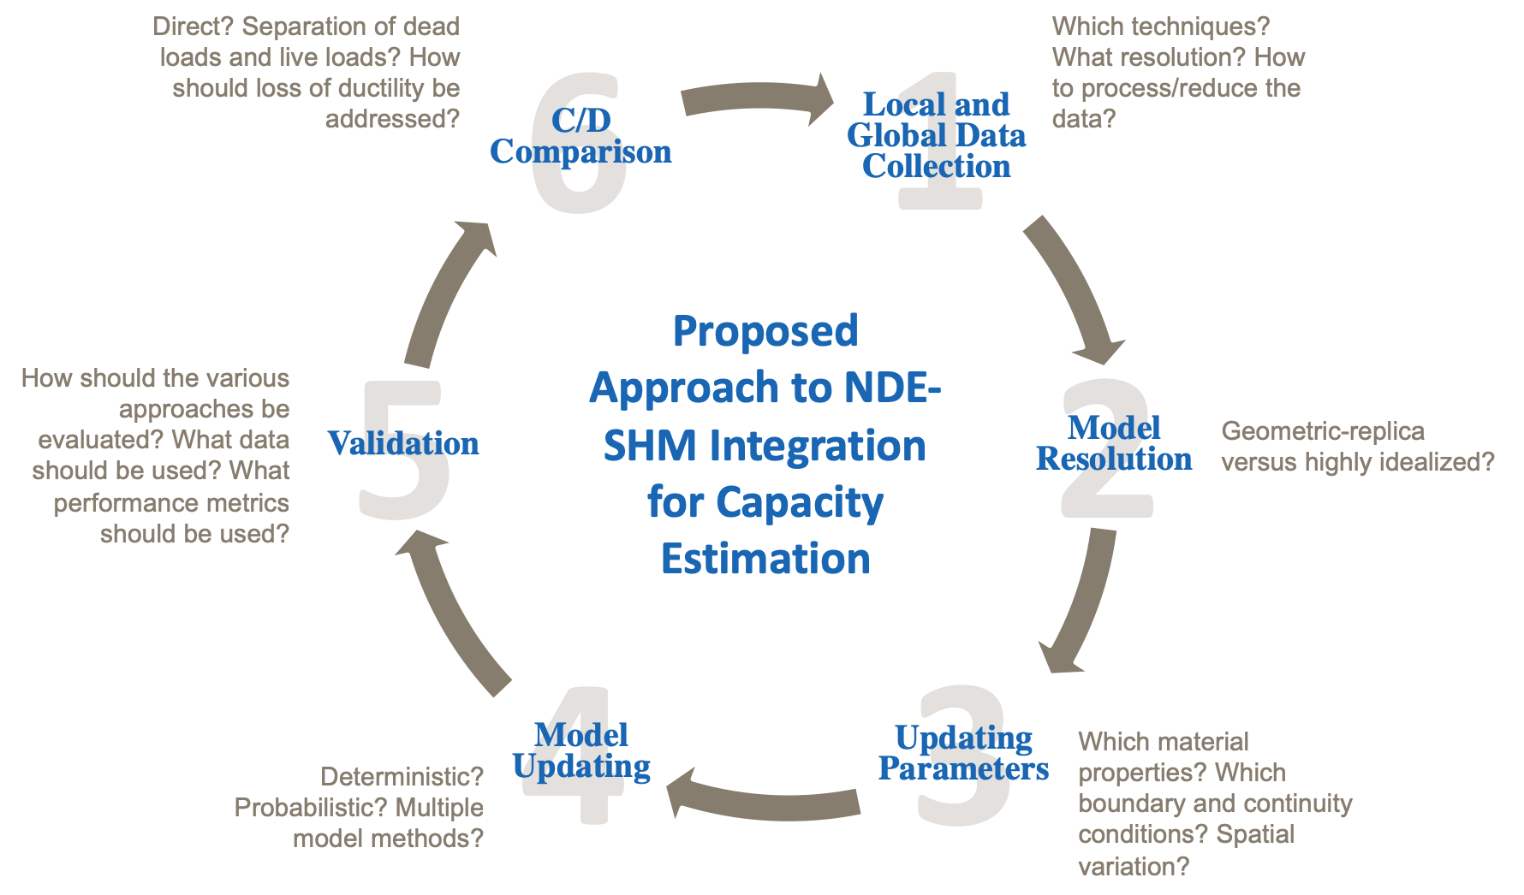 Proposed
Approach to NDE-
SHM Integration
for Capacity
Estimation
1
Local and
Global Data
Collection
Which techniques?
What resolution? How
to process/reduce the
data?
2
Model
Resolution
Geometric-replica
versus highly idealized?
3
Updating
Parameters
Which material
properties? Which
boundary and continuity
conditions? Spatial
variation?
4
Model
Updating
Deterministic?
Probabilistic? Multiple
model methods?
5
Validation
How should the various
approaches be
evaluated? What data
should be used? What
performance metrics
should be used?
6
C/D
Comparison
Direct? Separation of dead
loads and live loads? How
should loss of ductility be
addressed?